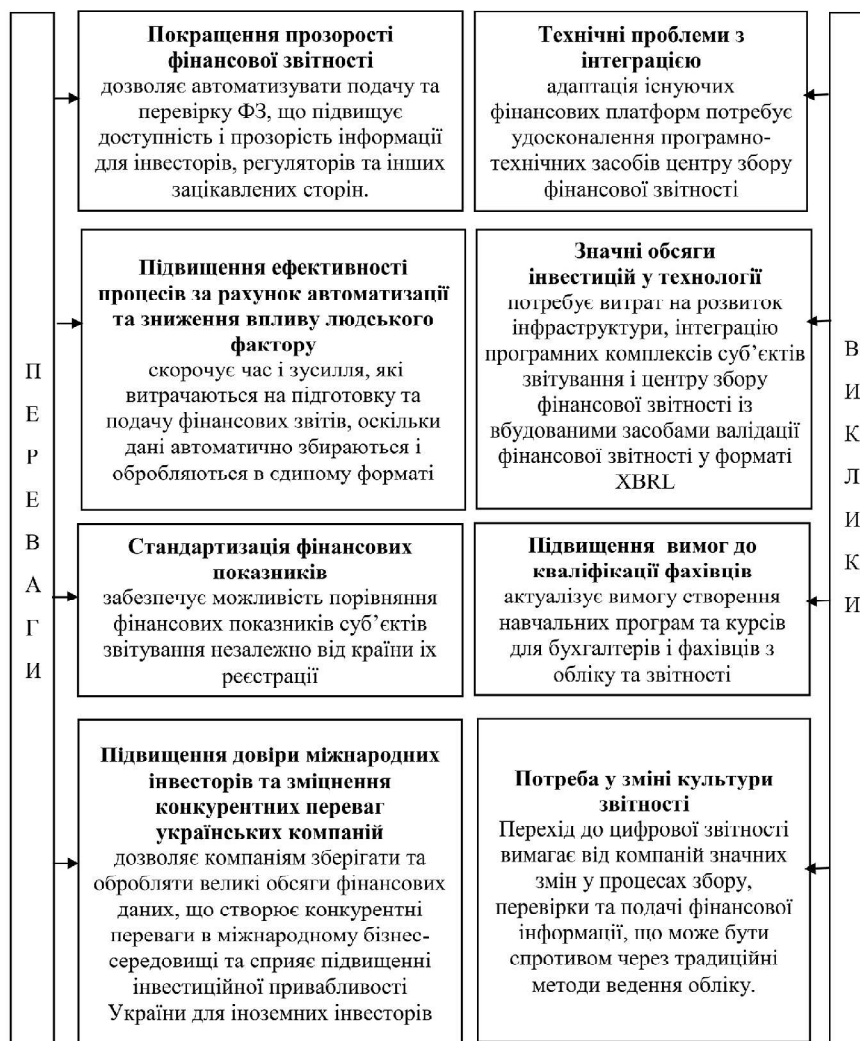 ПЕРЕВАГИ
Покращення прозорості
фінансової звітності
дозволяє автоматизувати подачу та
перевірку ФЗ, що підвищує
доступність і прозорість інформації
для інвесторів, регуляторів та інших
зацікавлених сторін.
Підвищення ефективності
процесів за рахунок автоматизації
та зниження впливу людського
фактору
скорочує час і зусилля, які
витрачаються на підготовку та
подачу фінансових звітів, оскільки
дані автоматично збираються і
обробляються в єдиному форматі
Стандартизація фінансових
показників
забезпечує можливість порівняння
фінансових показників суб’єктів
звітування незалежно від країни їх
реєстрації
Підвищення довіри міжнародних
інвесторів та зміцнення
конкурентних переваг
українських компаній
дозволяє компаніям зберігати та
обробляти великі обсяги фінансових
даних, що створює конкурентні
переваги в міжнародному бізнес-
середовищі та сприяє підвищенні
інвестиційної привабливості
України для іноземних інвесторів
Технічні проблеми з
інтеграцією
адаптація існуючих
фінансових платформ потребує
удосконалення програмно-
технічних засобів центру збору
фінансової звітності
Значні обсяги
інвестицій у технології
потребує витрат на розвиток
інфраструктури, інтеграцію
програмних комплексів суб’єктів
звітування і центру збору
фінансової звітності із
вбудованими засобами валідації
фінансової звітності у форматі
XBRL
Підвищення вимог до
кваліфікації фахівців
актуалізує вимогу створення
навчальних програм та курсів
для бухгалтерів і фахівців з
обліку та звітності
Потреба у зміні культури
звітності
Перехід до цифрової звітності
вимагає від компаній значних
змін у процесах збору,
перевірки та подачі фінансової
інформації, що може бути
спротивом через традиційні
методи ведення обліку.
ВИКЛИКИ